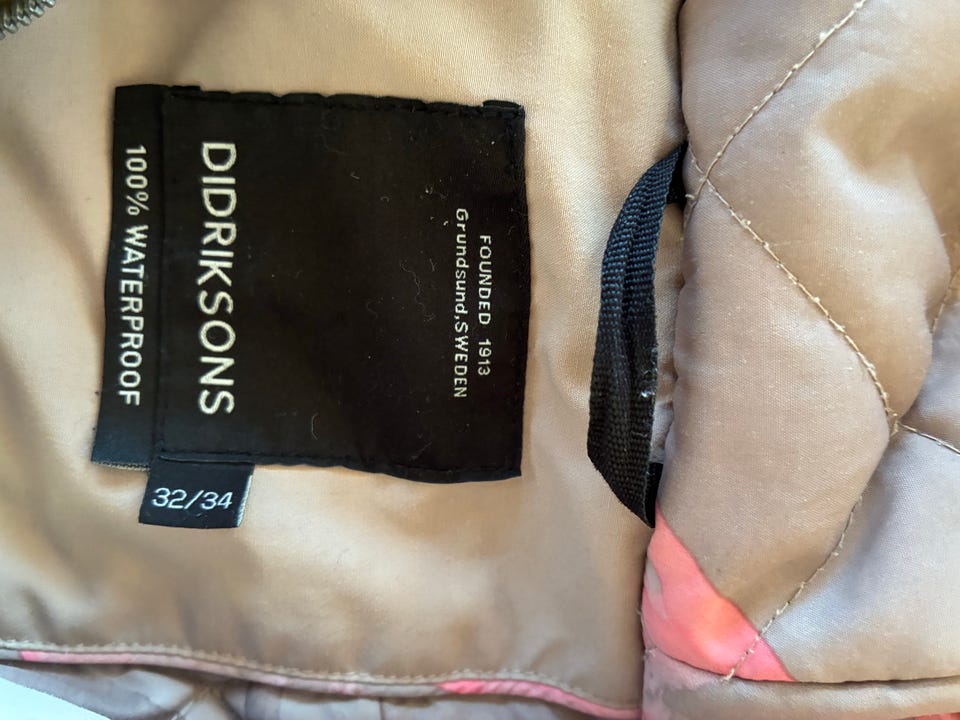 FOUNDED 1913
Grundsund,SWEDEN
DIDRIKSONS
100% WATERPROOF
32/34